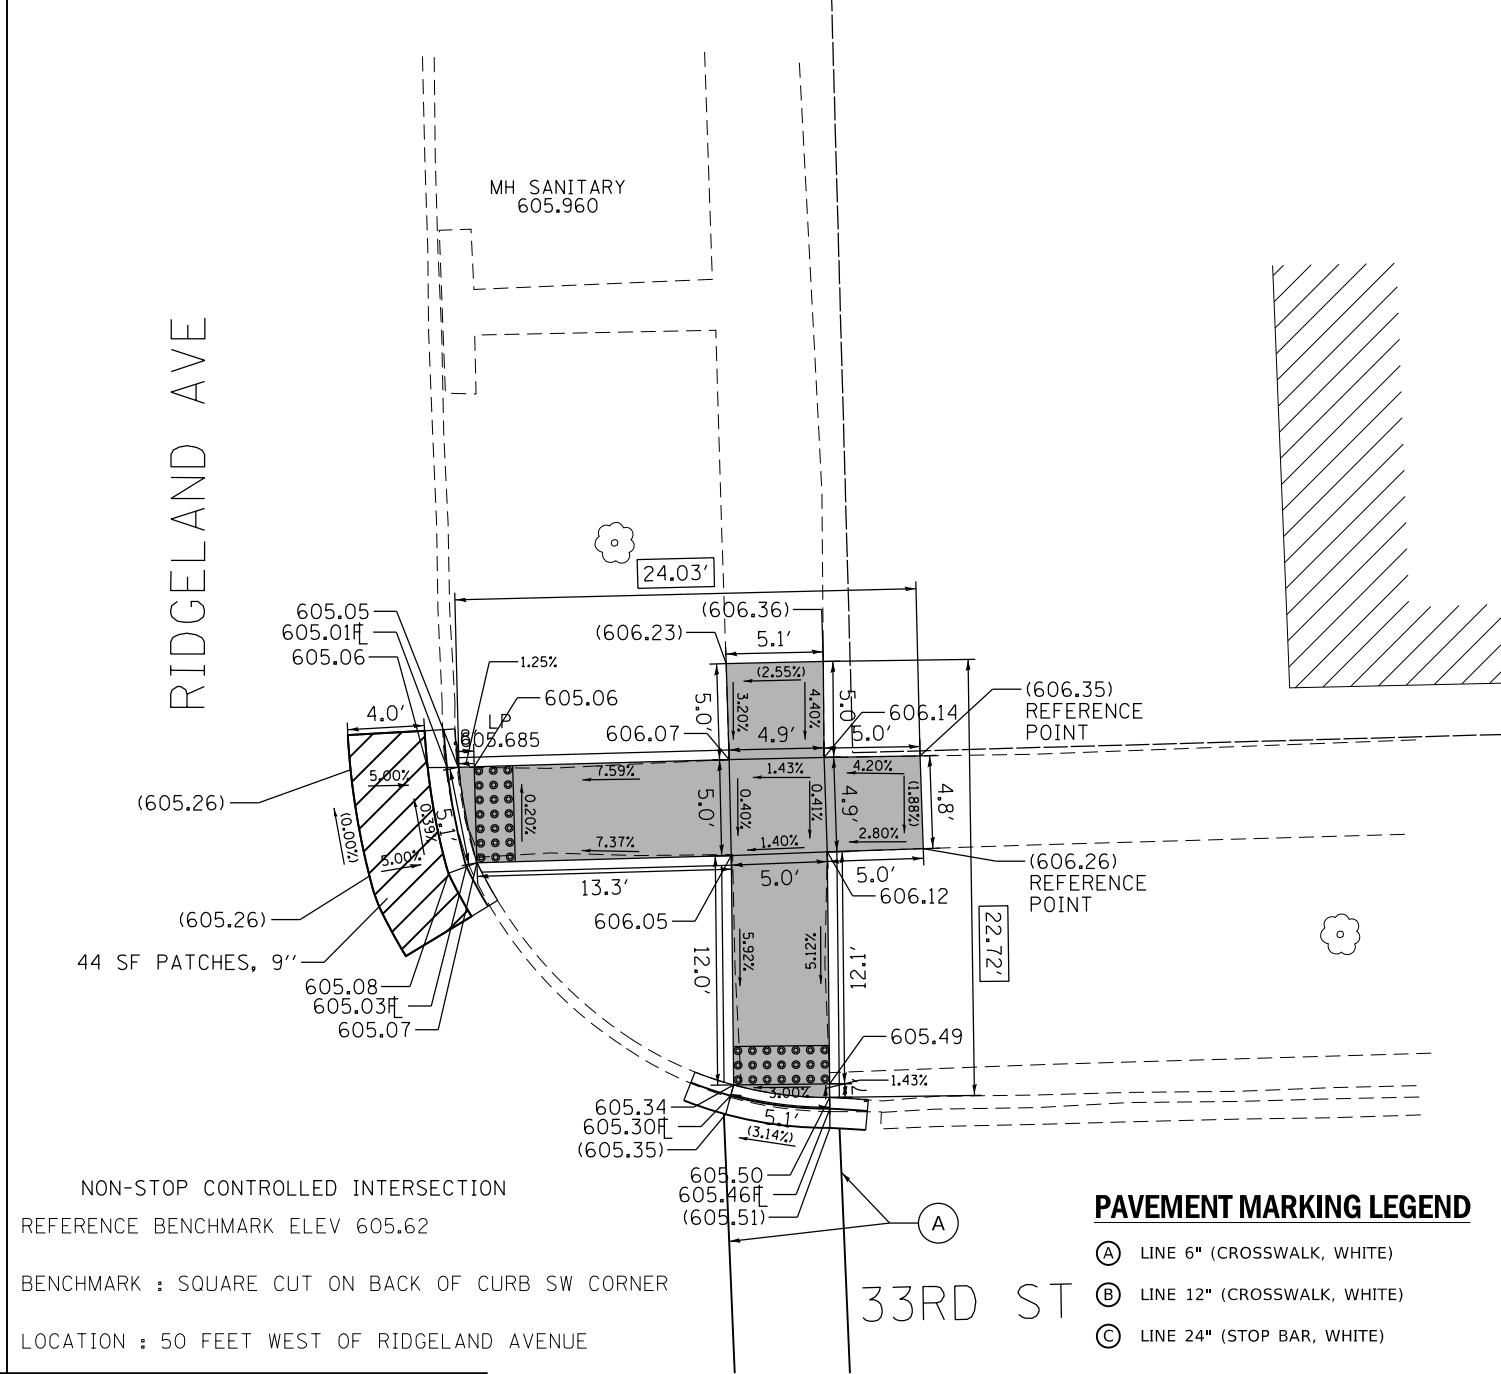 MH SANITARY
605.960
RIDGELAND AVE
24.03'
(606.36)
605.05
605.01FL
605.06
(606.23)
5.1'
1.25%
(2.55%)
605.06
LP
605.685
3.20%
4.40%
5.0'
5.0'
606.14
(606.35)
REFERENCE
POINT
4.0'
606.07
4.9'
5.0'
7.59%
1.43%
4.20%
5.00%
(605.26)
(0.00%)
0.39%
5.1'
0.20%
5.0'
0.40%
0.41%
4.9'
(1.88%)
4.8'
7.37%
1.40%
2.80%
5.00%
(606.26)
REFERENCE
POINT
13.3'
5.0'
5.0'
606.12
(605.26)
606.05
22.72'
44 SF PATCHES, 9''
5.92%
5.12%
12.0'
12.1'
605.08
605.03FL
605.07
605.49
1.43%
3.00%
605.34
605.30FL
(605.35)
5.1'
(3.14%)
605.50
605.46FL
(605.51)
A
NON-STOP CONTROLLED INTERSECTION
REFERENCE BENCHMARK ELEV 605.62
BENCHMARK : SQUARE CUT ON BACK OF CURB SW CORNER
LOCATION : 50 FEET WEST OF RIDGELAND AVENUE
33RD ST
PAVEMENT MARKING LEGEND
A LINE 6" (CROSSWALK, WHITE)
B LINE 12" (CROSSWALK, WHITE)
C LINE 24" (STOP BAR, WHITE)